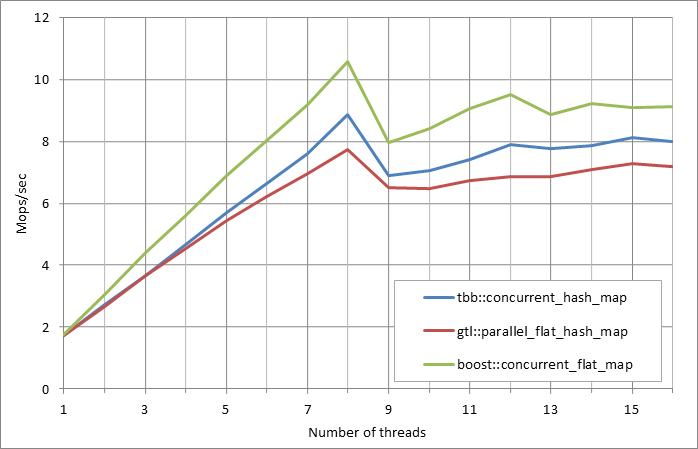 12
10
8
6
4
2
0
Mops/sec
tbb::concurrent_hash_map
gtl::parallel_flat_hash_map
boost::concurrent_flat_map
1 3 5 7 9 11 13 15
Number of threads